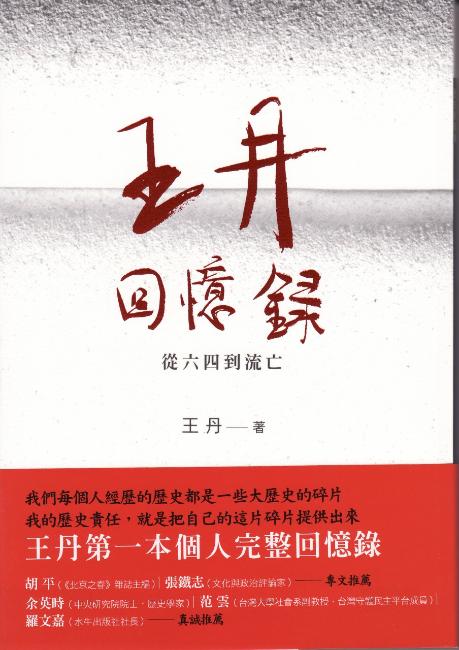 王丹
回憶錄
從六四到流亡
王丹——著
我們每個人經歷的歷史都是一些大歷史的碎片
我的歷史責任,就是把自己的這片碎片提供出來
王丹第一本個人完整回憶錄
胡平(《北京之春》雜誌主編)|張鐵志(文化與政治評論家)——專文推薦
余英時(中央研究院院士・歷史學家)|范雲(台灣大學社會系副教授・台灣守護民主平台成員)|
羅文嘉(水牛出版社社長)——真誠推薦